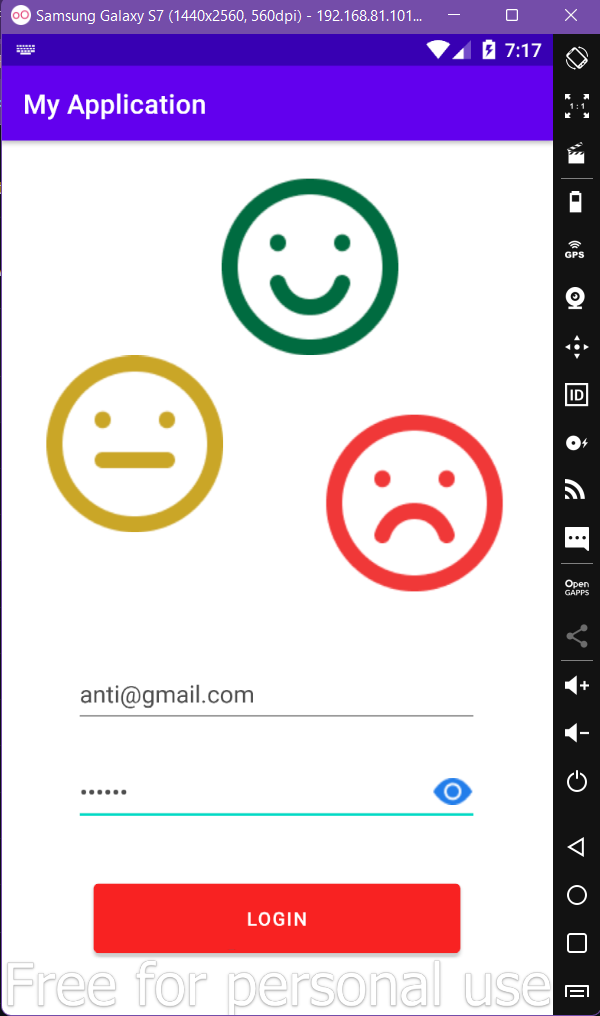 Samsung Galaxy S7 (1440x2560, 560dpi) - 192.168.81.101...
7:17
My Application
1:1
GPS
ID
Open
GAPPS
anti@gmail.com
••••••
LOGIN
Free for personal use